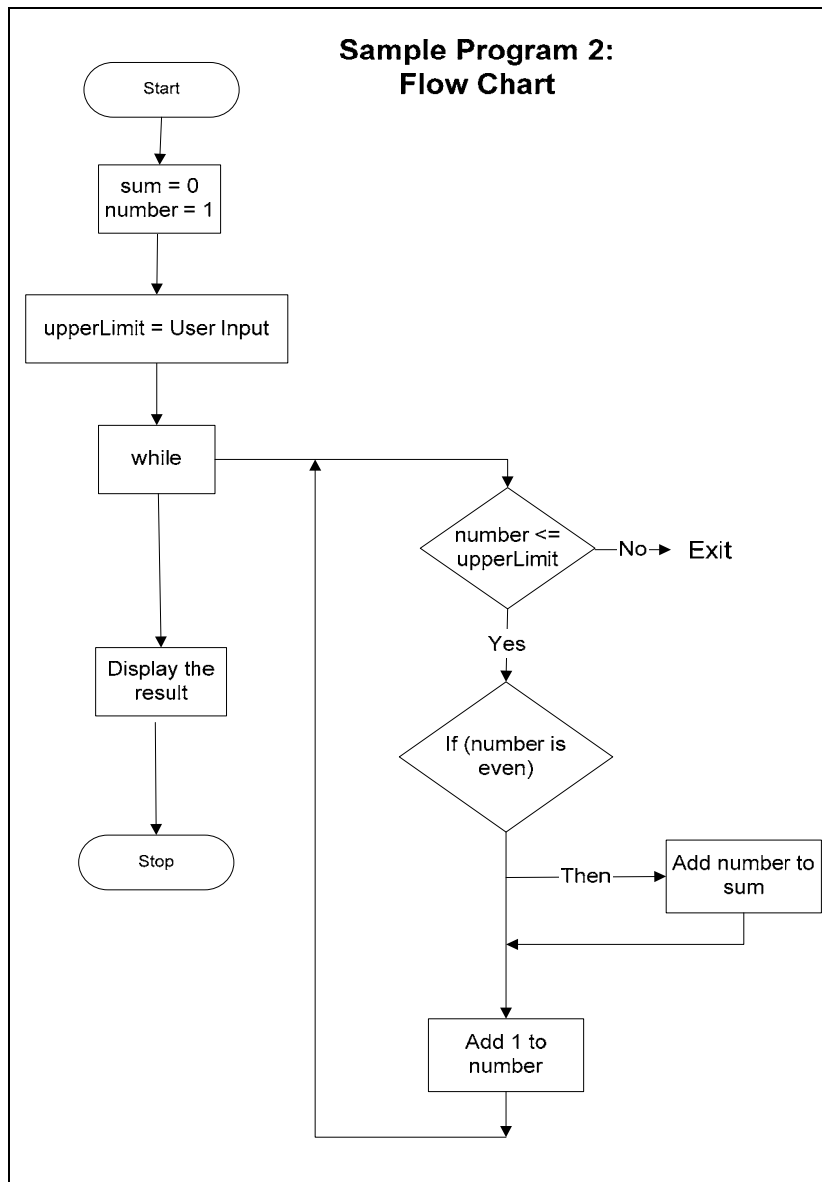 Sample Program 2:
Flow Chart
Start
sum = 0
number = 1
upperLimit = User Input
while
number <=
upperLimit
No
Exit
Yes
Display the
result
If (number is
even)
Stop
Then
Add number to
sum
Add 1 to
number